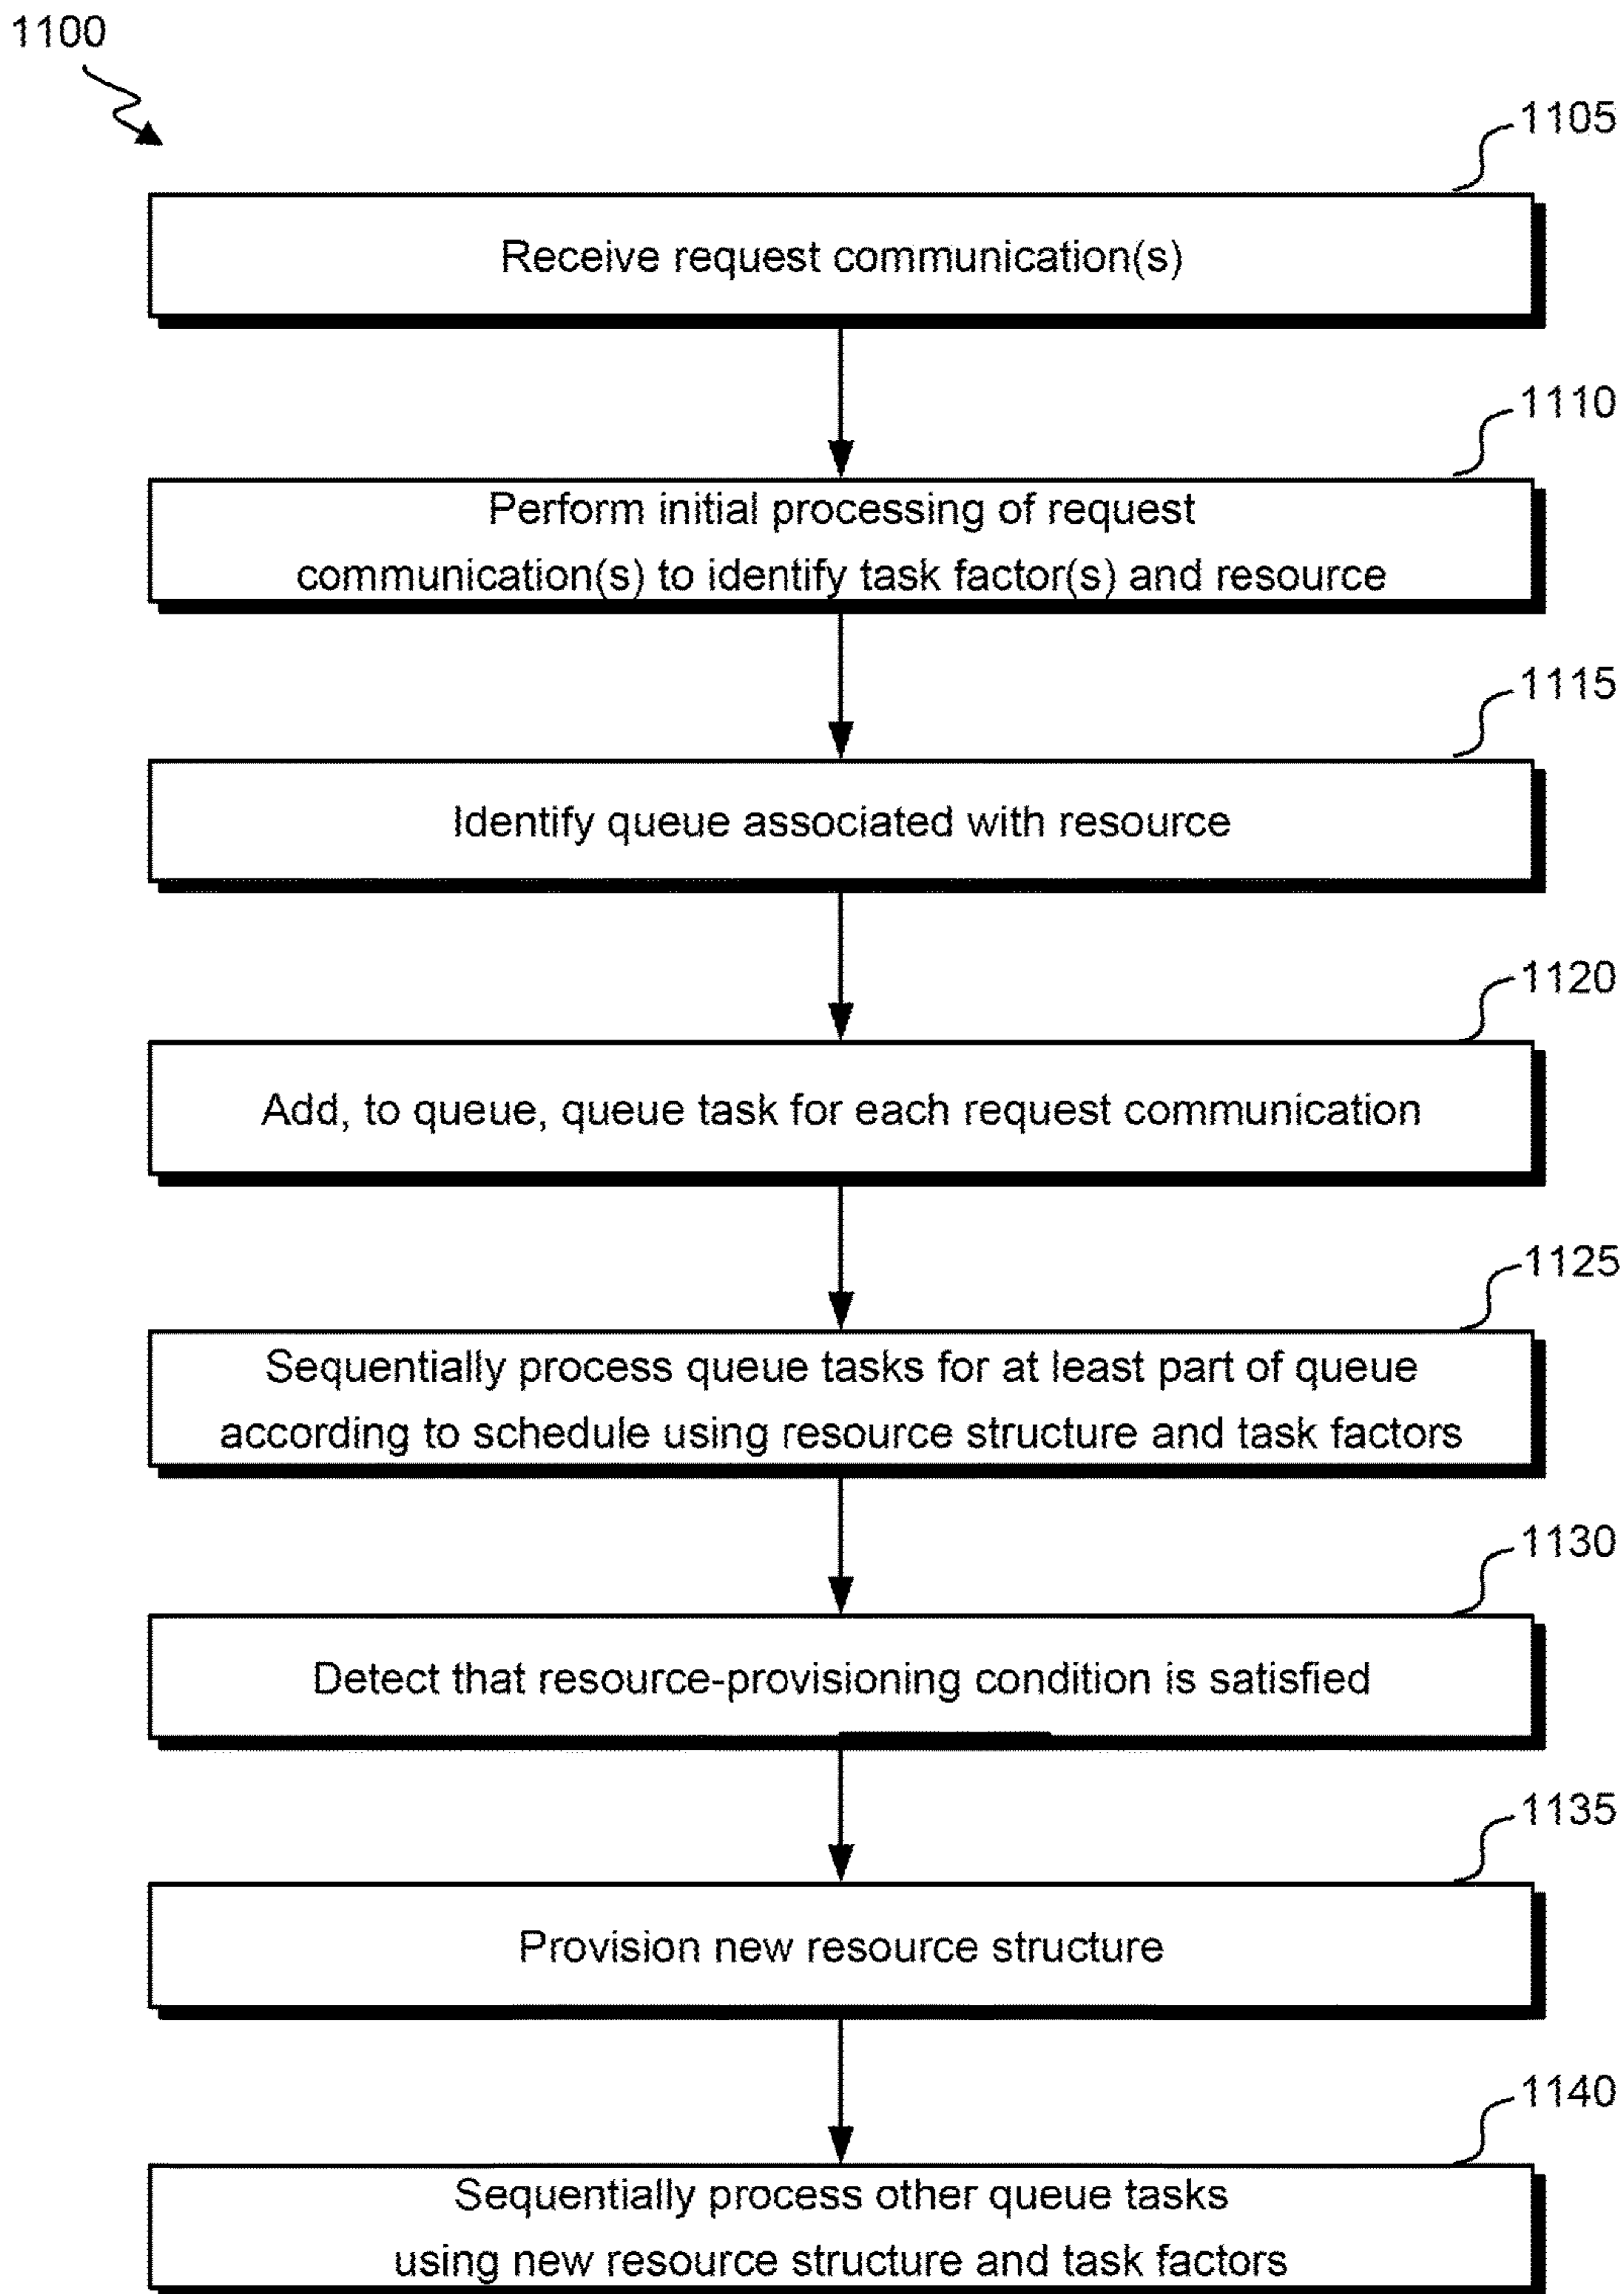 1100
1105
Receive request communication(s)
1110
Perform initial processing of request
communication(s) to identify task factor(s) and resource
1115
Identify queue associated with resource
1120
Add, to queue, queue task for each request communication
1125
Sequentially process queue tasks for at least part of queue
according to schedule using resource structure and task factors
1130
Detect that resource-provisioning condition is satisfied
1135
Provision new resource structure
1140
Sequentially process other queue tasks
using new resource structure and task factors